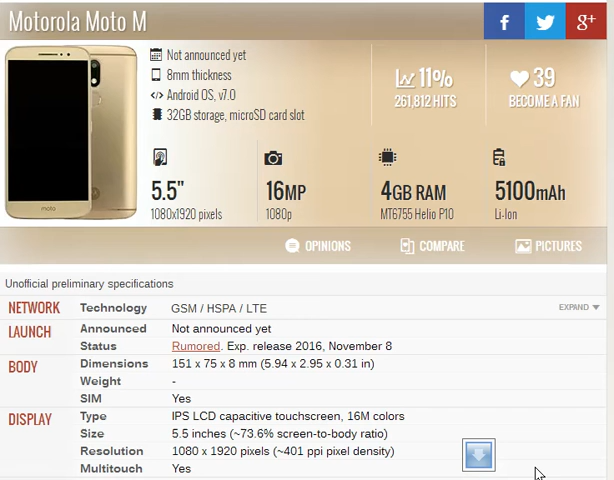 Motorola Moto M
f
g+
Not announced yet
8mm thickness
Android OS, v7.0
32GB storage, microSD card slot
11%
261,812 HITS
39
BECOME A FAN
5.5"
1080x1920 pixels
16MP
1080p
4GB RAM
MT6755 Helio P10
5100mAh
Li-Ion
moto
OPINIONS
COMPARE
PICTURES
Unofficial preliminary specifications
NETWORK Technology GSM / HSPA / LTE EXPAND
LAUNCH Announced Not announced yet
Status Rumored. Exp. release 2016, November 8
BODY Dimensions 151 x 75 x 8 mm (5.94 x 2.95 x 0.31 in)
Weight -
SIM Yes
DISPLAY Type IPS LCD capacitive touchscreen, 16M colors
Size 5.5 inches (~73.6% screen-to-body ratio)
Resolution 1080 x 1920 pixels (~401 ppi pixel density)
Multitouch Yes